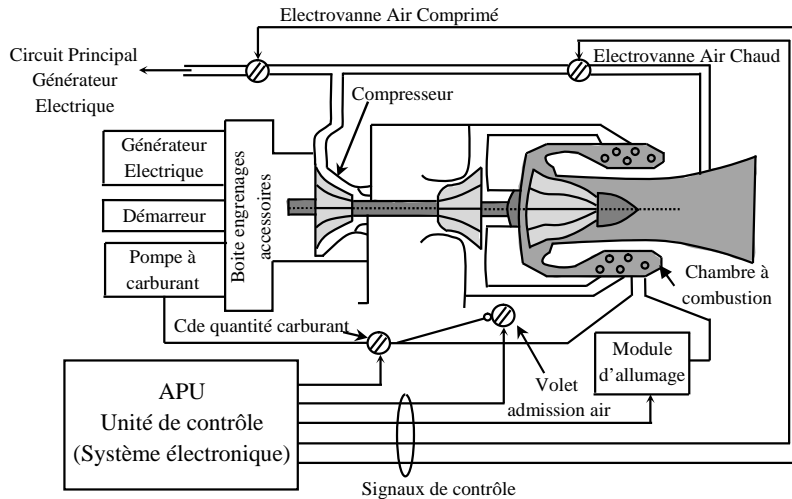 Electrovanne Air Comprimé
Circuit Principal
Générateur
Electrique
Electrovanne Air Chaud
Compresseur
Générateur
Electrique
Démarreur
Pompe à
carburant
Boite engrenages
accessoires
Chambre à
combustion
Cde quantité carburant
Volet
admission air
Module
d'allumage
APU
Unité de contrôle
(Système électronique)
Signaux de contrôle